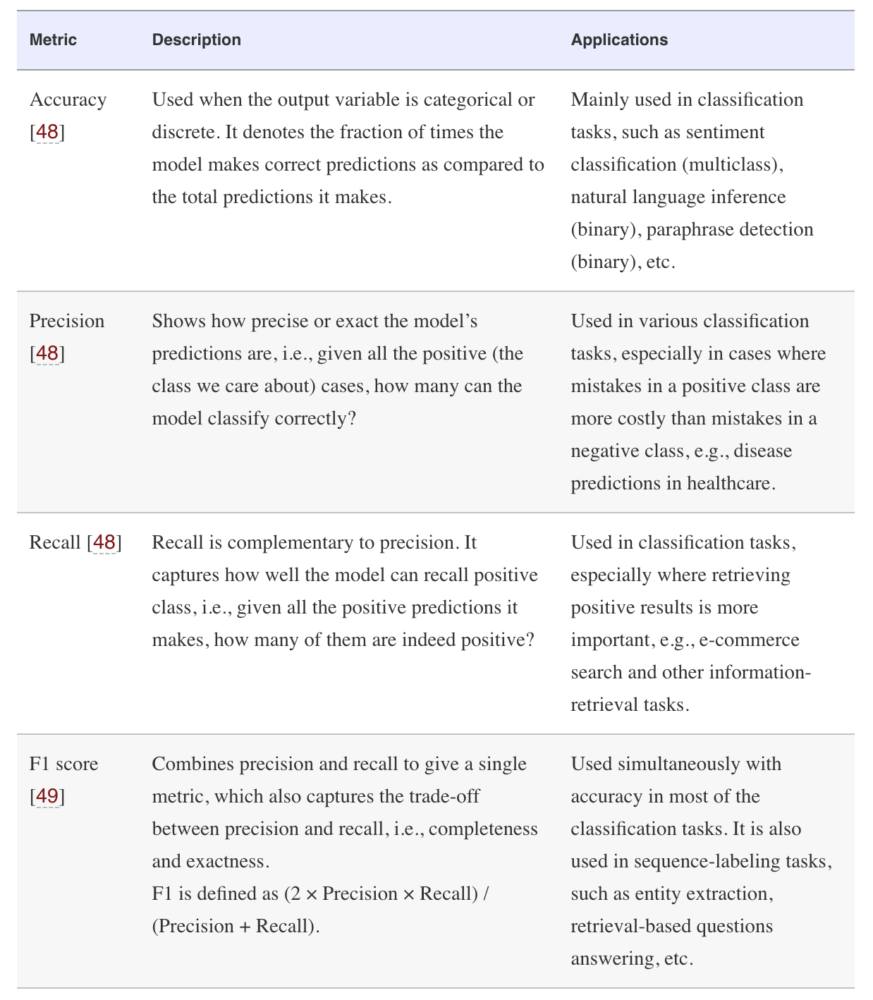 Metric Description Applications
Accuracy [48]
Used when the output variable is categorical or
discrete. It denotes the fraction of times the
model makes correct predictions as compared to
the total predictions it makes.
Mainly used in classification
tasks, such as sentiment
classification (multiclass),
natural language inference
(binary), paraphrase detection
(binary), etc.
Precision
[48]
Shows how precise or exact the model’s
predictions are, i.e., given all the positive (the
class we care about) cases, how many can the
model classify correctly?
Used in various classification
tasks, especially in cases where
mistakes in a positive class are
more costly than mistakes in a
negative class, e.g., disease
predictions in healthcare.
Recall [48]
Recall is complementary to precision. It
captures how well the model can recall positive
class, i.e., given all the positive predictions it
makes, how many of them are indeed positive?
Used in classification tasks,
especially where retrieving
positive results is more
important, e.g., e-commerce
search and other information-
retrieval tasks.
F1 score
[49]
Combines precision and recall to give a single
metric, which also captures the trade-off
between precision and recall, i.e., completeness
and exactness.
F1 is defined as (2 × Precision × Recall) /
(Precision + Recall).
Used simultaneously with
accuracy in most of the
classification tasks. It is also
used in sequence-labeling tasks,
such as entity extraction,
retrieval-based questions
answering, etc.